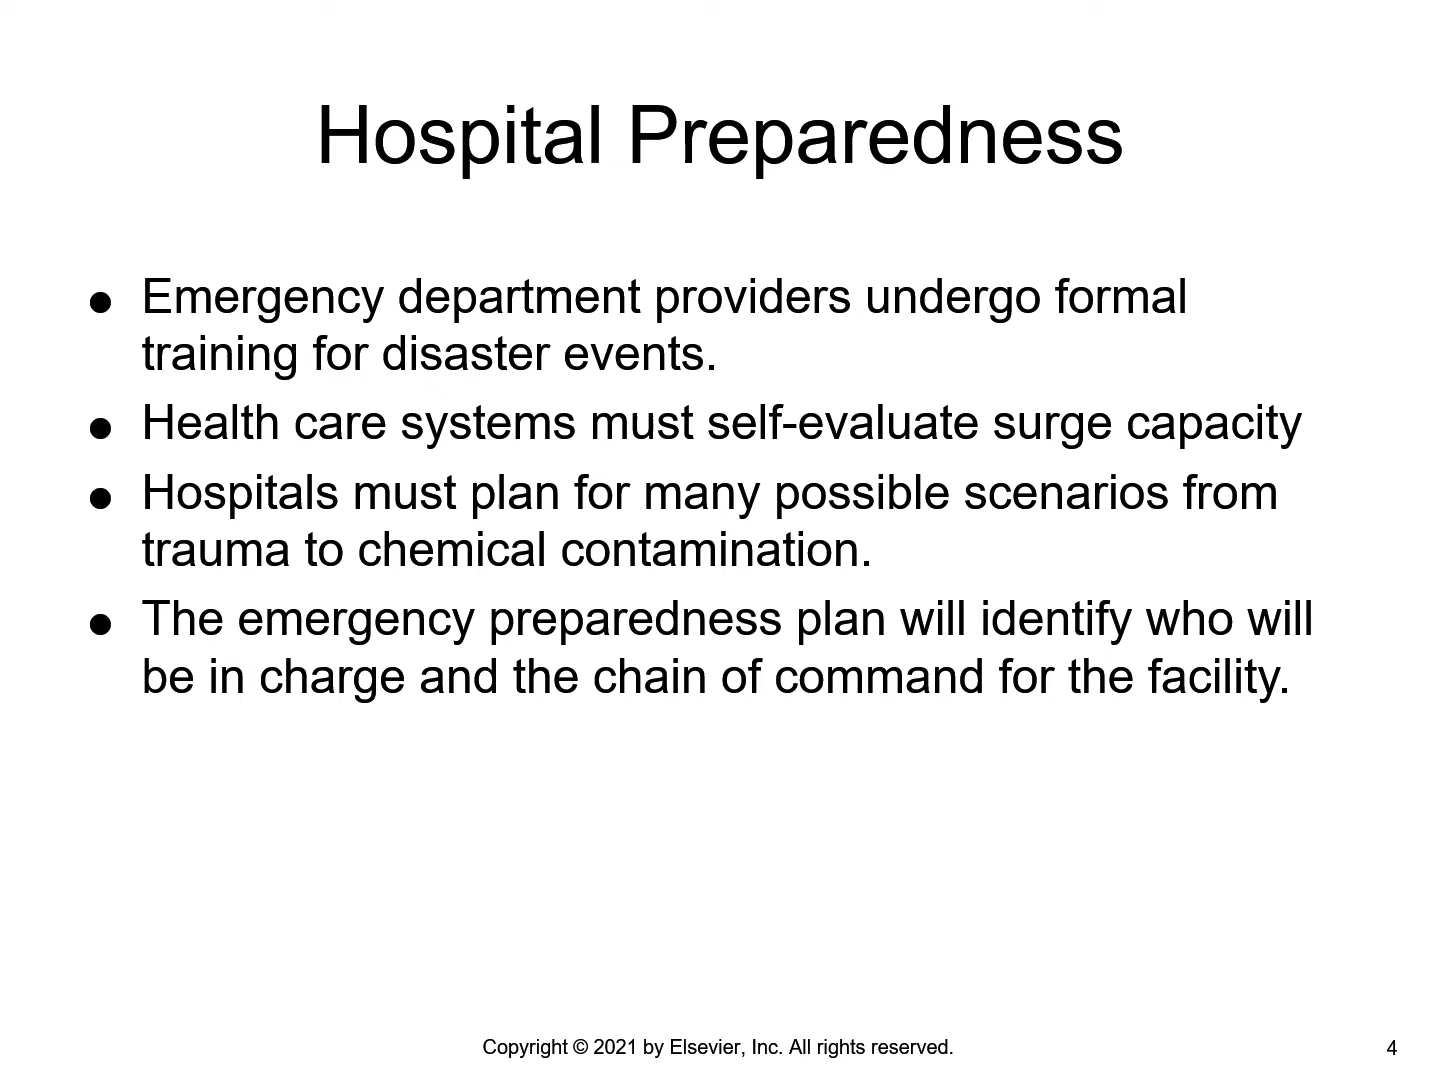 Hospital Preparedness
● Emergency department providers undergo formal
training for disaster events.
● Health care systems must self-evaluate surge capacity
● Hospitals must plan for many possible scenarios from
trauma to chemical contamination.
● The emergency preparedness plan will identify who will
be in charge and the chain of command for the facility.
Copyright © 2021 by Elsevier, Inc. All rights reserved.
4